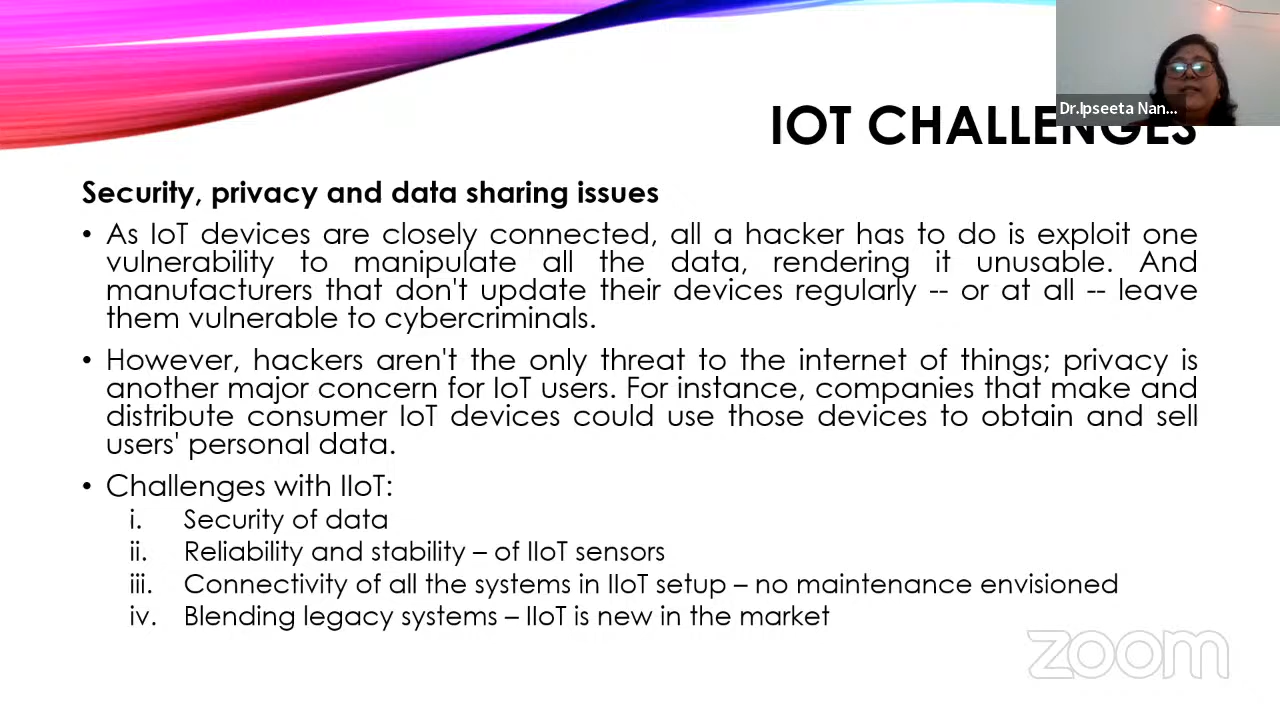 IOT CHALLENGES
Dr.Ipseeta Nan...
Security, privacy and data sharing issues
• As IoT devices are closely connected, all a hacker has to do is exploit one
vulnerability to manipulate all the data, rendering it unusable. And
manufacturers that don't update their devices regularly -- or at all -- leave
them vulnerable to cybercriminals.
• However, hackers aren't the only threat to the internet of things; privacy is
another major concern for IoT users. For instance, companies that make and
distribute consumer IoT devices could use those devices to obtain and sell
users' personal data.
• Challenges with IIoT:
i. Security of data
ii. Reliability and stability – of IIoT sensors
iii. Connectivity of all the systems in IIoT setup – no maintenance envisioned
iv. Blending legacy systems – IIoT is new in the market
zoom